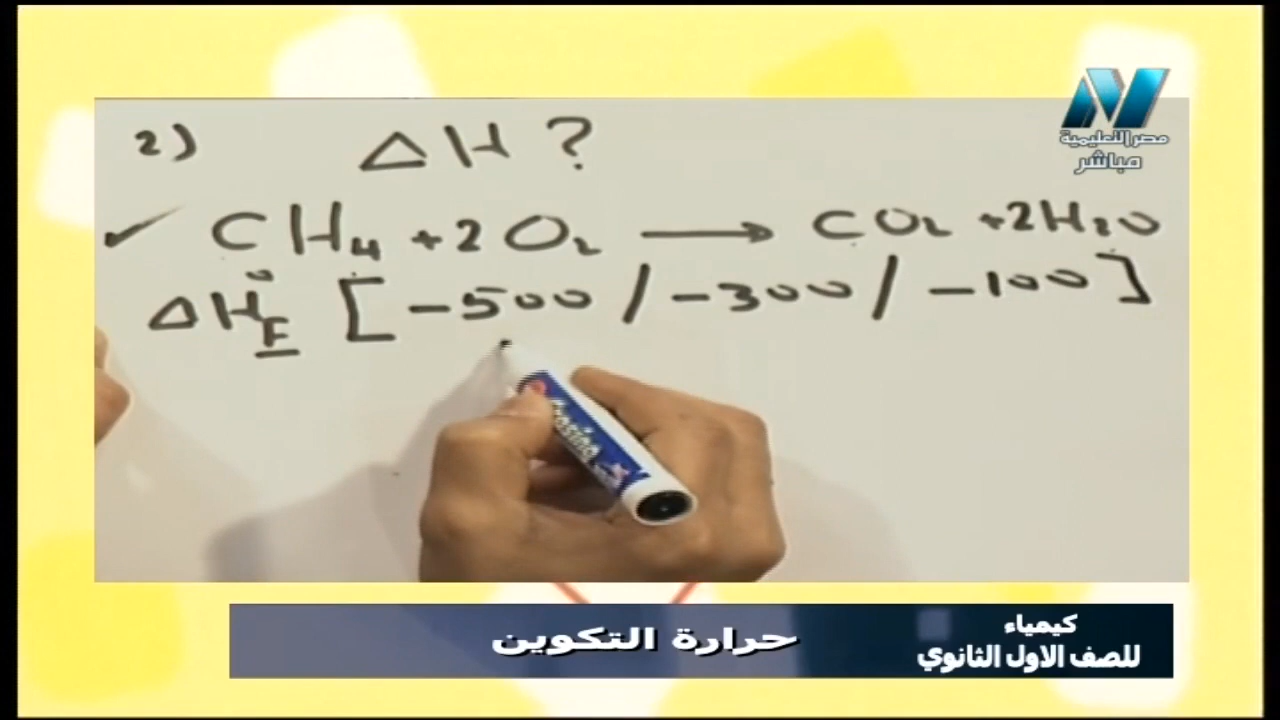 مصر التعليمية
مباشر
2) ΔH ?
✓ CH₄ + 2O₂ → CO₂ + 2H₂O
ΔH°F [ -500 / -300 / -100 ]
كيمياء
للصف الاول الثانوي
حرارة التكوين